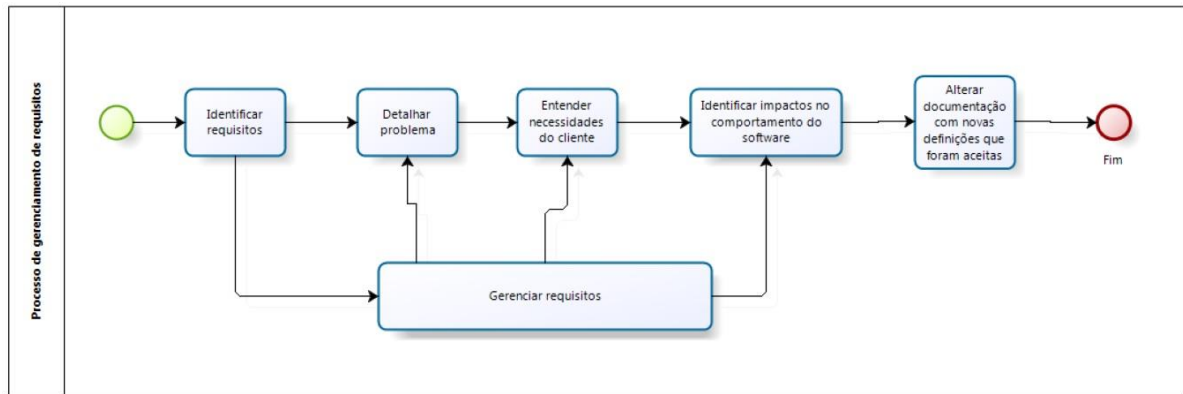 Processo de gerenciamento de requisitos
Identificar
requisitos
Detalhar
problema
Entender
necessidades
do cliente
Identificar impactos no
comportamento do
software
Alterar
documentação
com novas
definições que
foram aceitas
Fim
Gerenciar requisitos